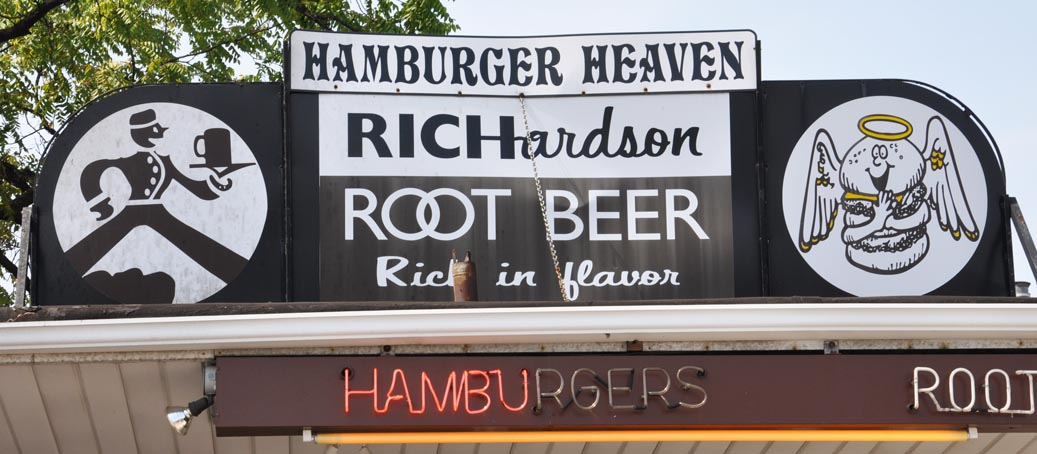 HAMBURGER HEAVEN
RICHardson
ROOT BEER
Rich in flavor
HAMBURGERS
ROOT